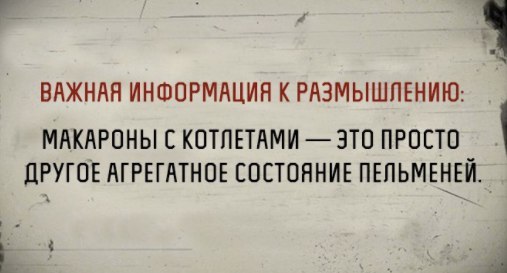 ВАЖНАЯ ИНФОРМАЦИЯ К РАЗМЫШЛЕНИЮ:
МАКАРОНЫ С КОТЛЕТАМИ — ЭТО ПРОСТО
ДРУГОЕ АГРЕГАТНОЕ СОСТОЯНИЕ ПЕЛЬМЕНЕЙ.